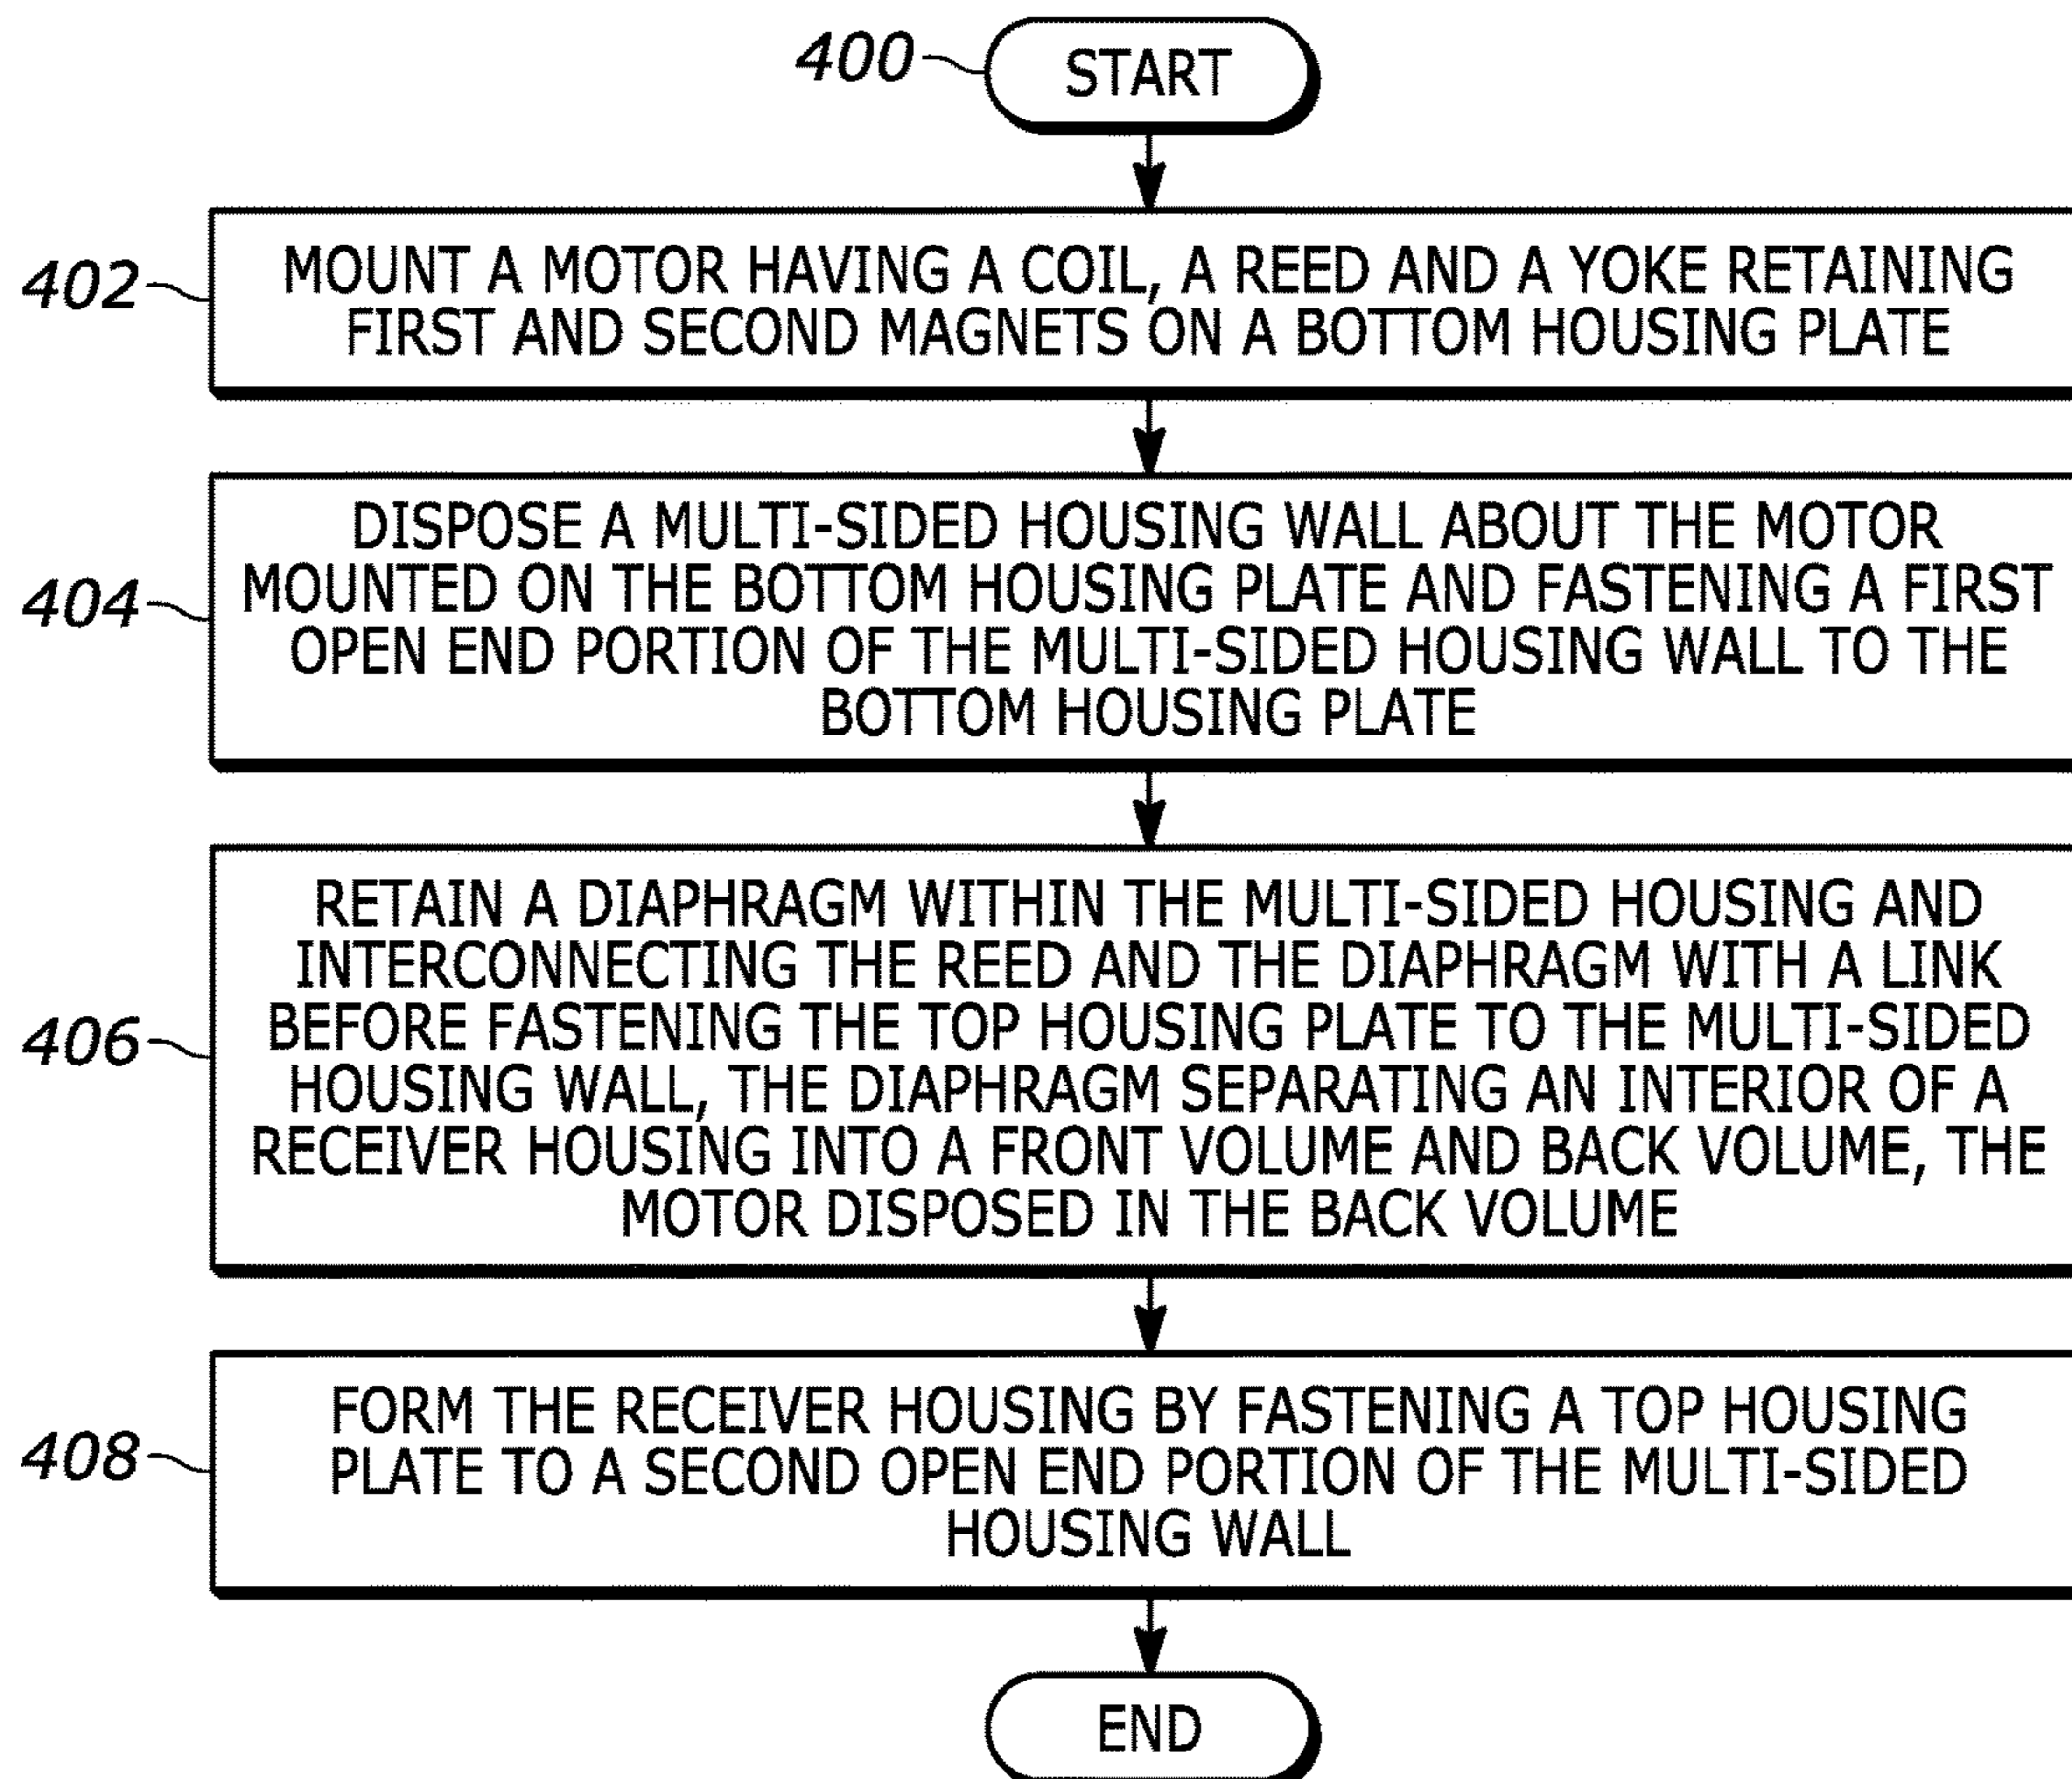 400
START
402
MOUNT A MOTOR HAVING A COIL, A REED AND A YOKE RETAINING
FIRST AND SECOND MAGNETS ON A BOTTOM HOUSING PLATE
404
DISPOSE A MULTI-SIDED HOUSING WALL ABOUT THE MOTOR
MOUNTED ON THE BOTTOM HOUSING PLATE AND FASTENING A FIRST
OPEN END PORTION OF THE MULTI-SIDED HOUSING WALL TO THE
BOTTOM HOUSING PLATE
406
RETAIN A DIAPHRAGM WITHIN THE MULTI-SIDED HOUSING AND
INTERCONNECTING THE REED AND THE DIAPHRAGM WITH A LINK
BEFORE FASTENING THE TOP HOUSING PLATE TO THE MULTI-SIDED
HOUSING WALL, THE DIAPHRAGM SEPARATING AN INTERIOR OF A
RECEIVER HOUSING INTO A FRONT VOLUME AND BACK VOLUME, THE
MOTOR DISPOSED IN THE BACK VOLUME
408
FORM THE RECEIVER HOUSING BY FASTENING A TOP HOUSING
PLATE TO A SECOND OPEN END PORTION OF THE MULTI-SIDED
HOUSING WALL
END